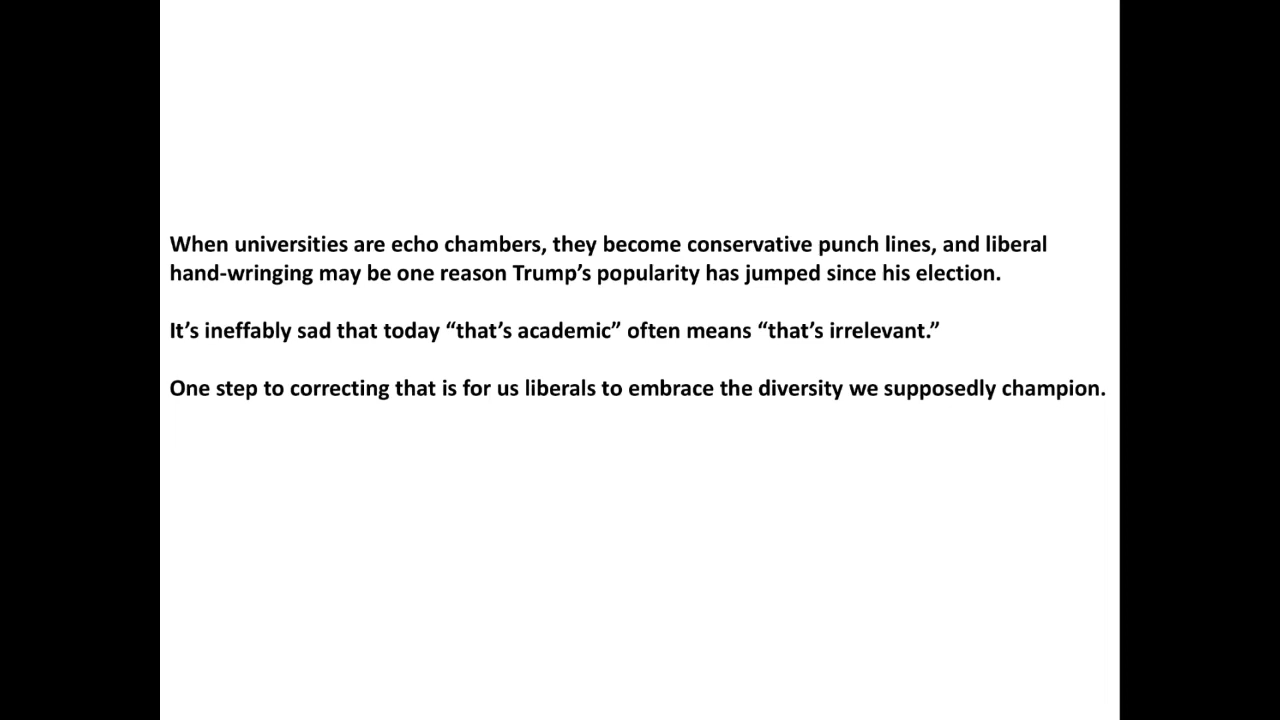 When universities are echo chambers, they become conservative punch lines, and liberal
hand-wringing may be one reason Trump’s popularity has jumped since his election.
It’s ineffably sad that today “that’s academic” often means “that’s irrelevant.”
One step to correcting that is for us liberals to embrace the diversity we supposedly champion.